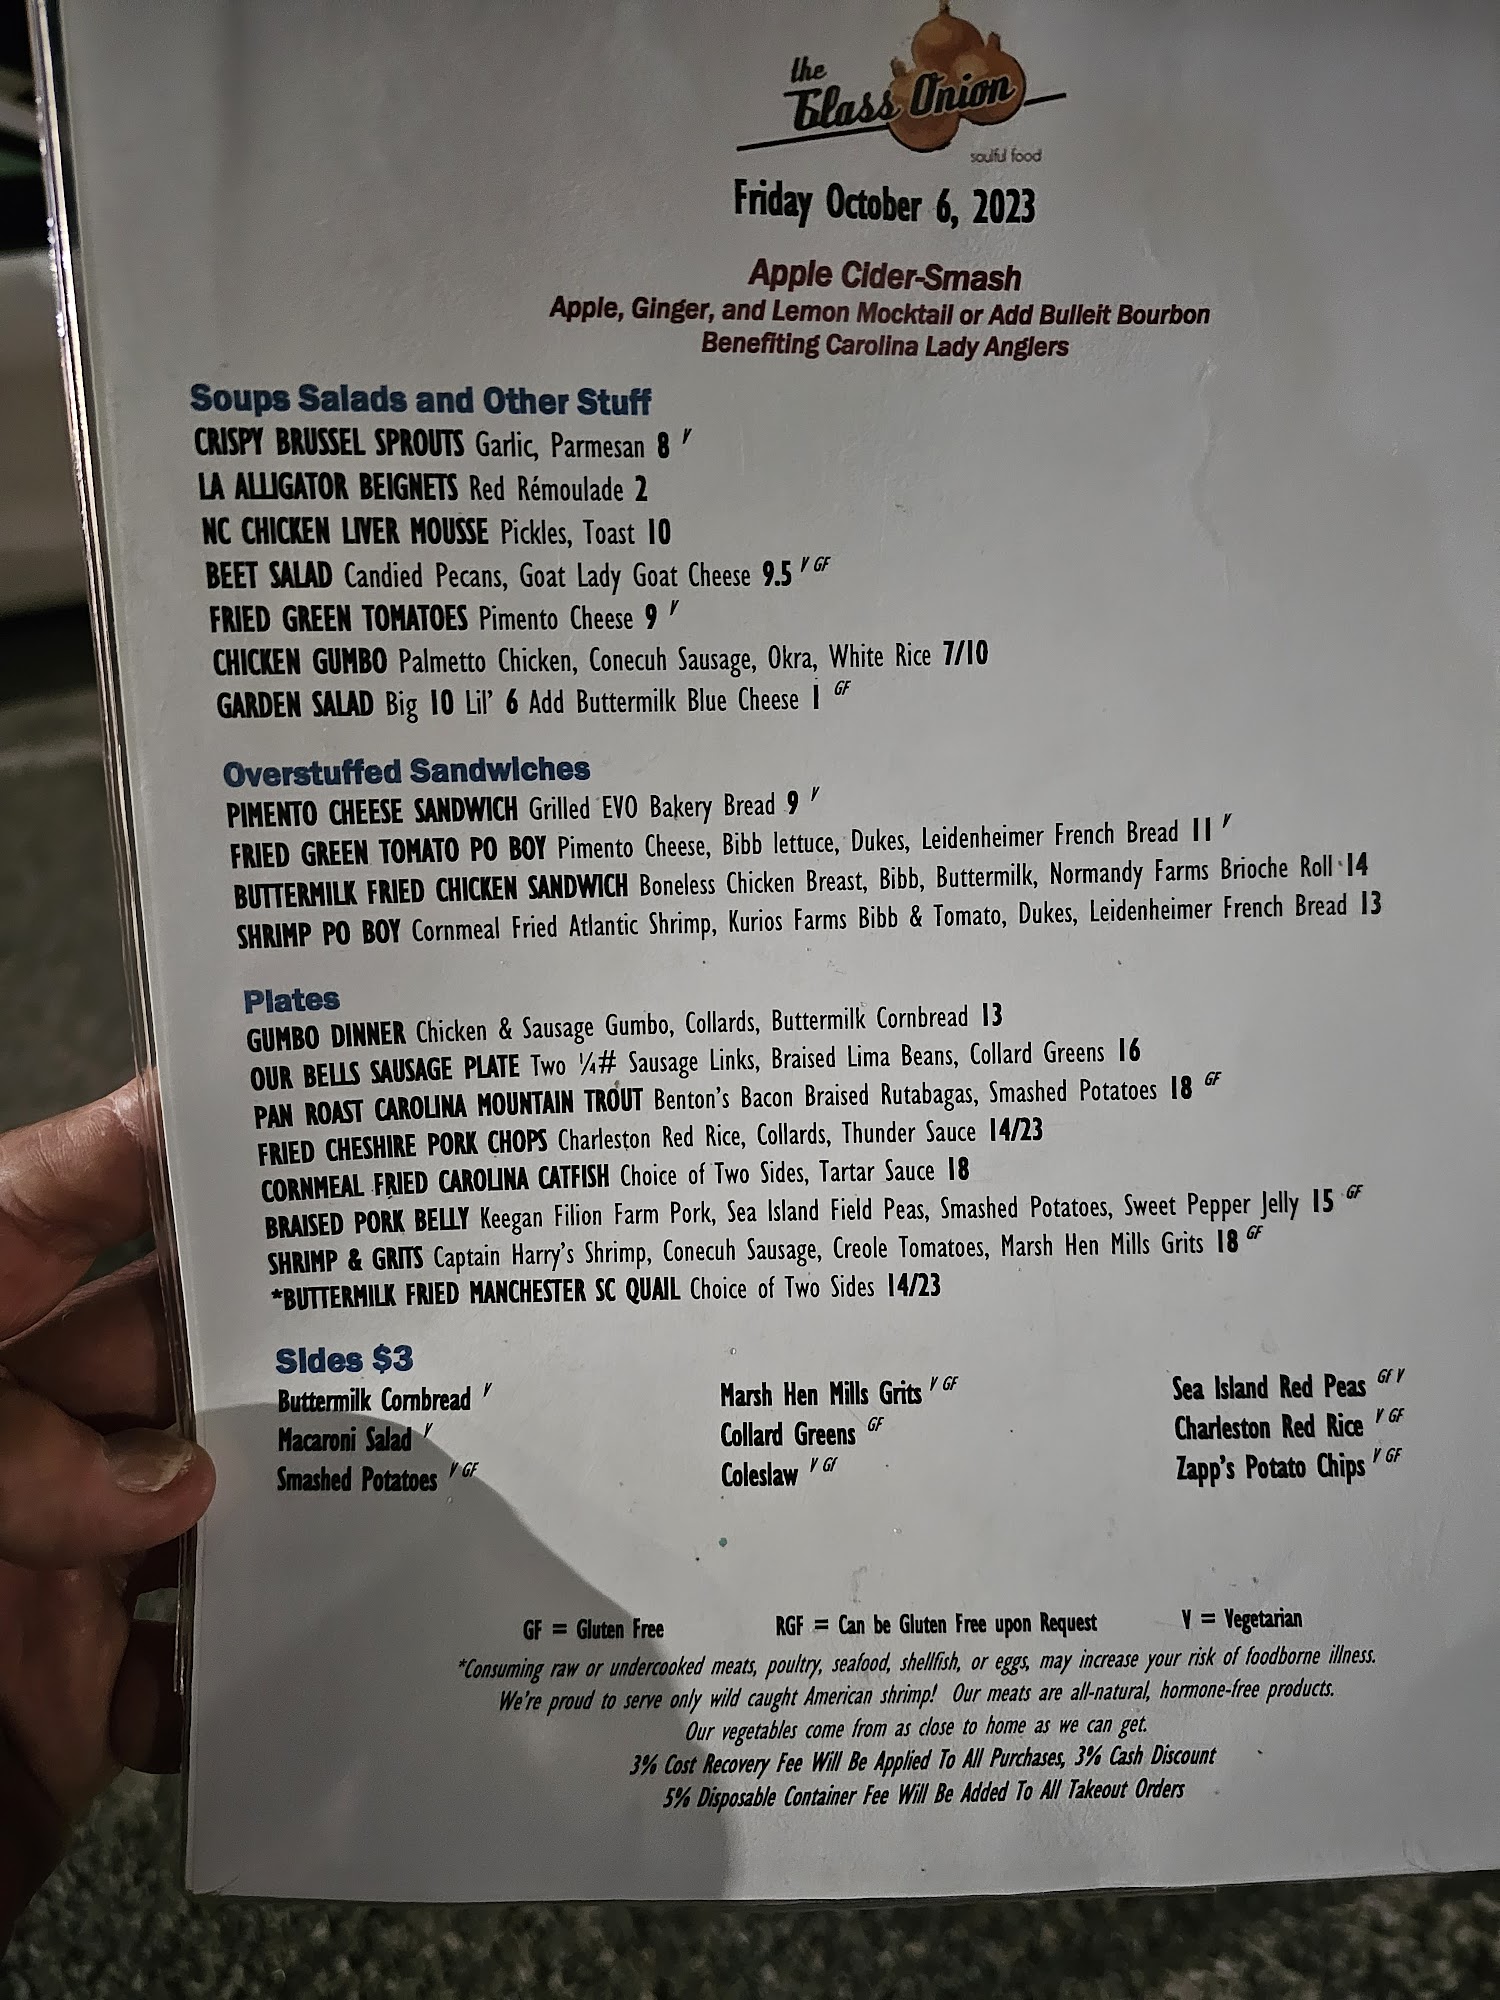 the
Glass Onion
soulful food
Friday October 6, 2023
Apple Cider-Smash
Apple, Ginger, and Lemon Mocktail or Add Bulleit Bourbon
Benefiting Carolina Lady Anglers
Soups Salads and Other Stuff
CRISPY BRUSSEL SPROUTS Garlic, Parmesan 8 V
LA ALLIGATOR BEIGNETS Red Rémoulade 2
NC CHICKEN LIVER MOUSSE Pickles, Toast 10
BEET SALAD Candied Pecans, Goat Lady Goat Cheese 9.5 V GF
FRIED GREEN TOMATOES Pimento Cheese 9 V
CHICKEN GUMBO Palmetto Chicken, Conecuh Sausage, Okra, White Rice 7/10
GARDEN SALAD Big 10 Lil' 6 Add Buttermilk Blue Cheese 1 GF
Overstuffed Sandwiches
PIMENTO CHEESE SANDWICH Grilled EVO Bakery Bread 9 V
FRIED GREEN TOMATO PO BOY Pimento Cheese, Bibb lettuce, Dukes, Leidenheimer French Bread 11 V
BUTTERMILK FRIED CHICKEN SANDWICH Boneless Chicken Breast, Bibb, Buttermilk, Normandy Farms Brioche Roll 14
SHRIMP PO BOY Cornmeal Fried Atlantic Shrimp, Kurios Farms Bibb & Tomato, Dukes, Leidenheimer French Bread 13
Plates
GUMBO DINNER Chicken & Sausage Gumbo, Collards, Buttermilk Cornbread 13
OUR BELLS SAUSAGE PLATE Two ¼# Sausage Links, Braised Lima Beans, Collard Greens 16
PAN ROAST CAROLINA MOUNTAIN TROUT Benton's Bacon Braised Rutabagas, Smashed Potatoes 18 GF
FRIED CHESHIRE PORK CHOPS Charleston Red Rice, Collards, Thunder Sauce 14/23
CORNMEAL FRIED CAROLINA CATFISH Choice of Two Sides, Tartar Sauce 18
BRAISED PORK BELLY Keegan Filion Farm Pork, Sea Island Field Peas, Smashed Potatoes, Sweet Pepper Jelly 15 GF
SHRIMP & GRITS Captain Harry's Shrimp, Conecuh Sausage, Creole Tomatoes, Marsh Hen Mills Grits 18 GF
*BUTTERMILK FRIED MANCHESTER SC QUAIL Choice of Two Sides 14/23
Sides $3
Buttermilk Cornbread V
Macaroni Salad V
Smashed Potatoes V GF
Marsh Hen Mills Grits V GF
Collard Greens GF
Coleslaw V Gf
Sea Island Red Peas Gf V
Charleston Red Rice V GF
Zapp's Potato Chips V GF
GF = Gluten Free RGF = Can be Gluten Free upon Request V = Vegetarian
*Consuming raw or undercooked meats, poultry, seafood, shellfish, or eggs, may increase your risk of foodborne illness.
We're proud to serve only wild caught American shrimp! Our meats are all-natural, hormone-free products.
Our vegetables come from as close to home as we can get.
3% Cost Recovery Fee Will Be Applied To All Purchases, 3% Cash Discount
5% Disposable Container Fee Will Be Added To All Takeout Orders